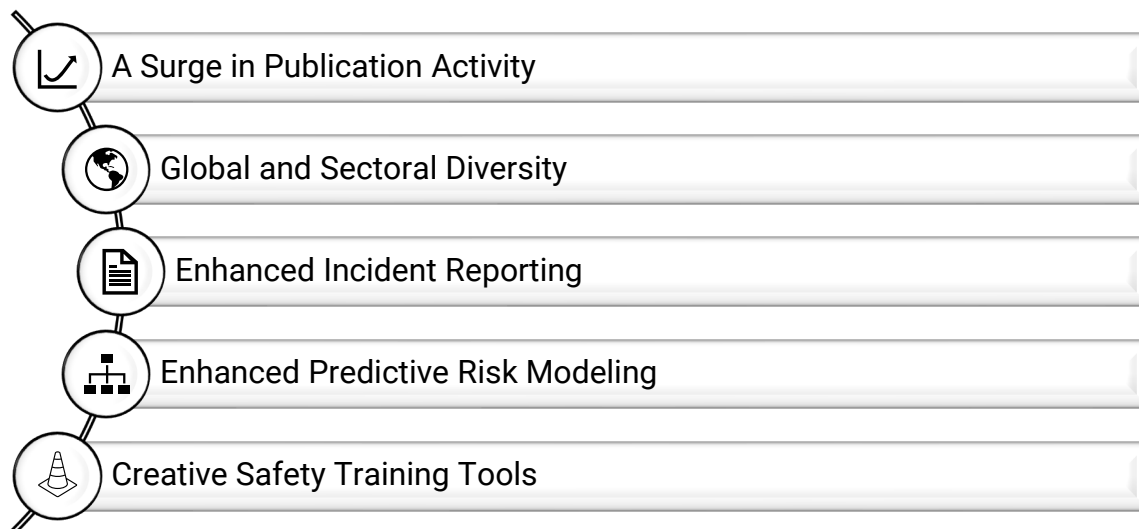 A Surge in Publication Activity
Global and Sectoral Diversity
Enhanced Incident Reporting
Enhanced Predictive Risk Modeling
Creative Safety Training Tools